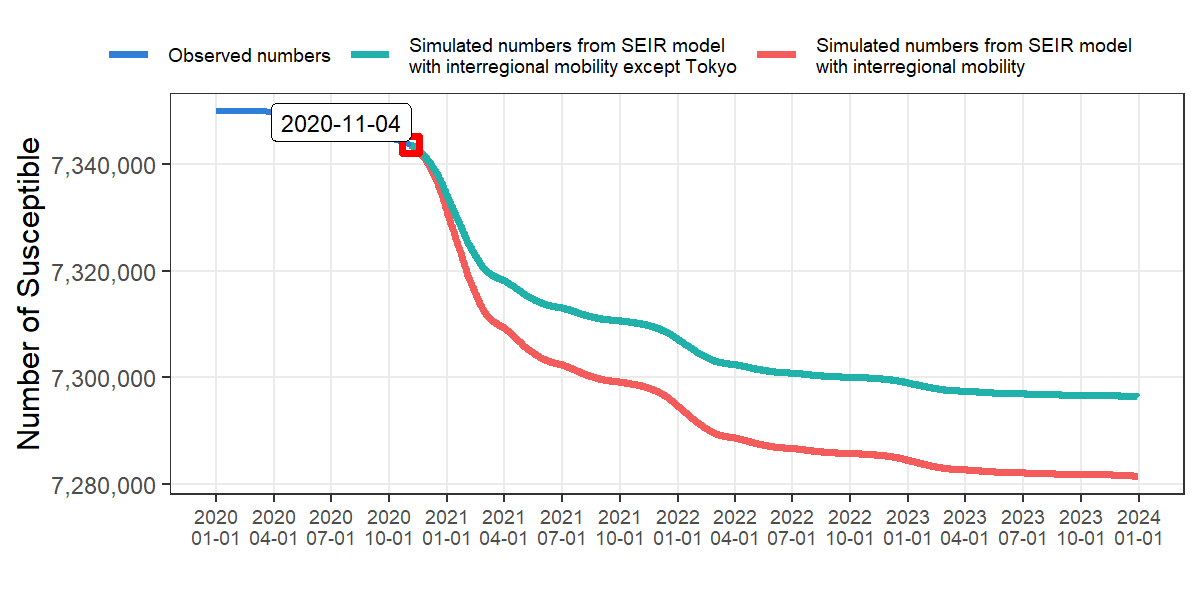 Observed numbers
Simulated numbers from SEIR model
with interregional mobility except Tokyo
Simulated numbers from SEIR model
with interregional mobility
Number of Susceptible
2020-11-04
7,340,000
7,320,000
7,300,000
7,280,000
2020 2020 2020 2020 2021 2021 2021 2021 2022 2022 2022 2022 2023 2023 2023 2023 2024
01-01 04-01 07-01 10-01 01-01 04-01 07-01 10-01 01-01 04-01 07-01 10-01 01-01 04-01 07-01 10-01 01-01